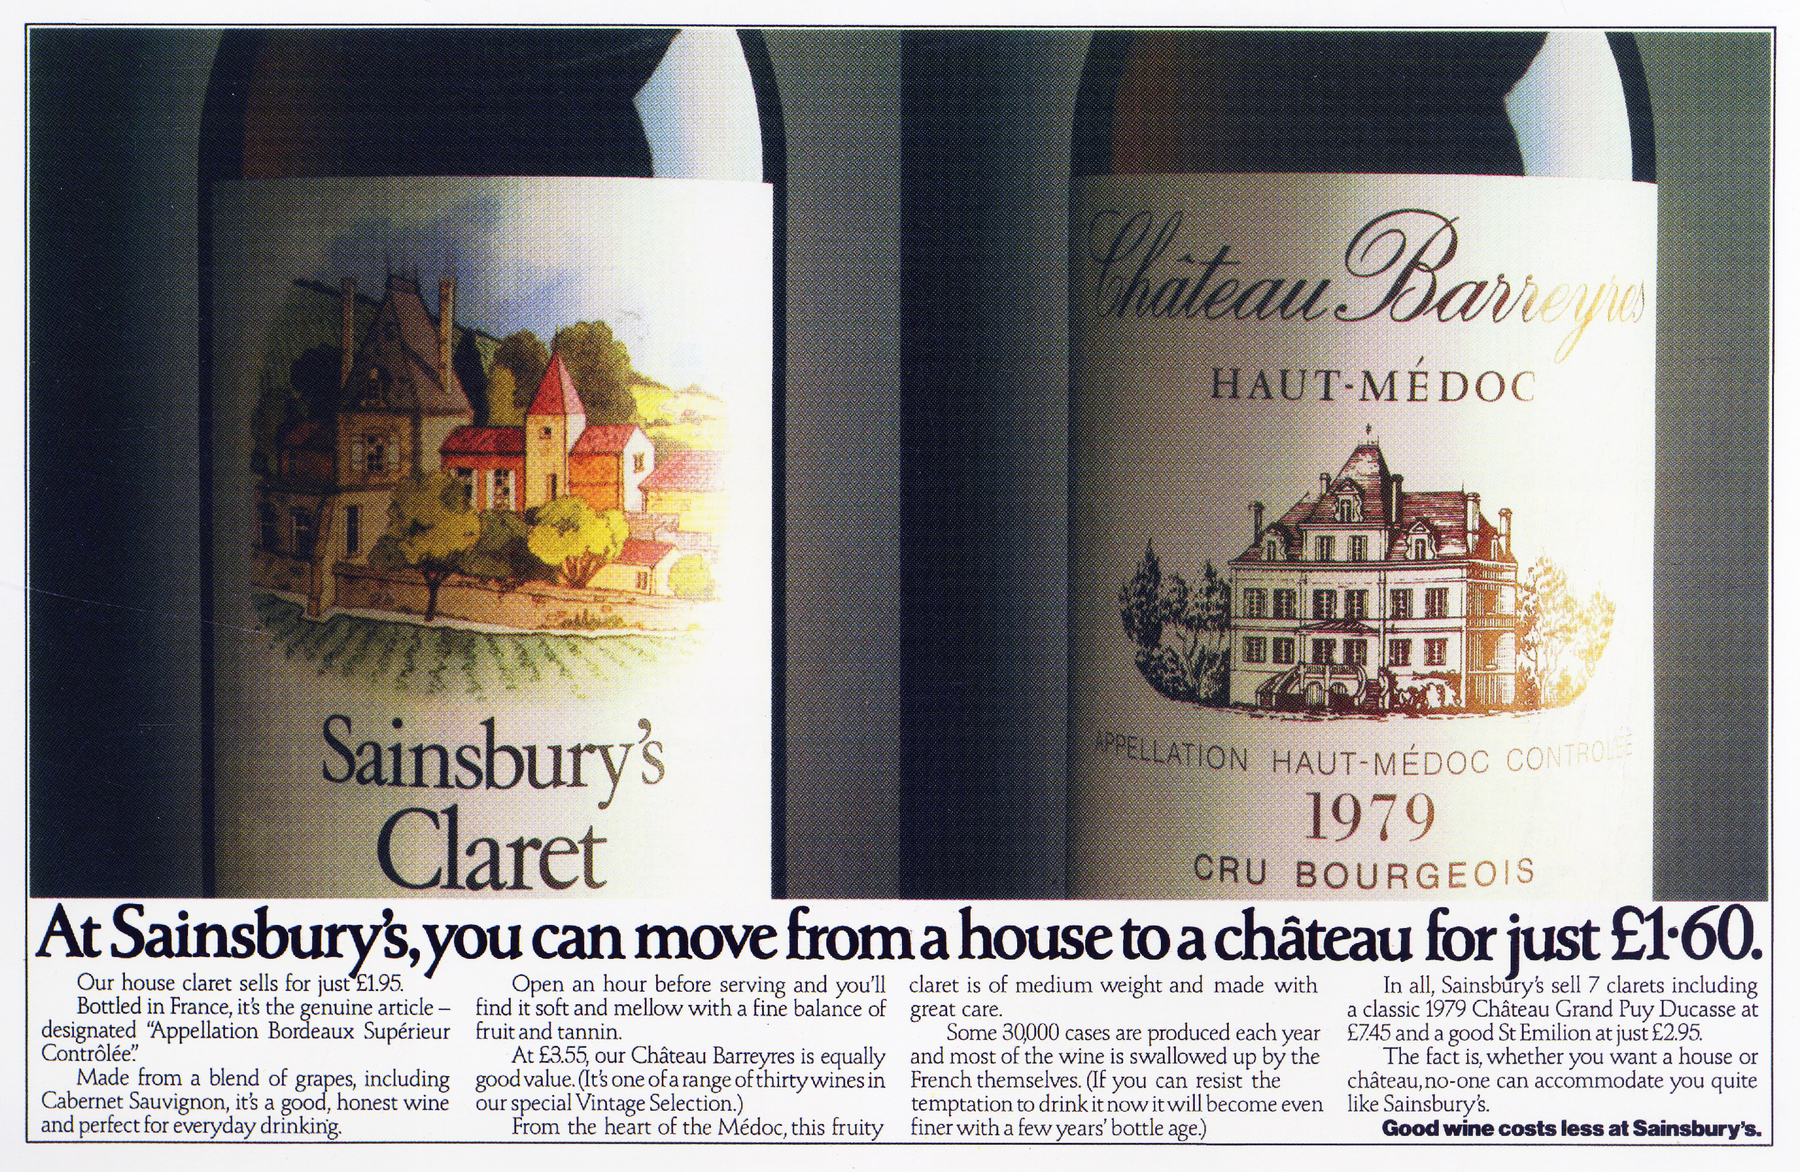 Château Barreyres
HAUT-MÉDOC
APPELLATION HAUT-MÉDOC CONTROLÉE
1979
CRU BOURGEOIS
Sainsbury's
Claret
At Sainsbury's, you can move from a house to a château for just £1·60.
Our house claret sells for just £1.95.
Bottled in France, it's the genuine article –
designated "Appellation Bordeaux Supérieur
Contrôlée."
Made from a blend of grapes, including
Cabernet Sauvignon, it's a good, honest wine
and perfect for everyday drinking.
Open an hour before serving and you'll
find it soft and mellow with a fine balance of
fruit and tannin.
At £3.55, our Château Barreyres is equally
good value. (It's one of a range of thirty wines in
our special Vintage Selection.)
From the heart of the Médoc, this fruity
claret is of medium weight and made with
great care.
Some 30,000 cases are produced each year
and most of the wine is swallowed up by the
French themselves. (If you can resist the
temptation to drink it now it will become even
finer with a few years' bottle age.)
In all, Sainsbury's sell 7 clarets including
a classic 1979 Château Grand Puy Ducasse at
£7.45 and a good St Emilion at just £2.95.
The fact is, whether you want a house or
château, no-one can accommodate you quite
like Sainsbury's.
Good wine costs less at Sainsbury's.